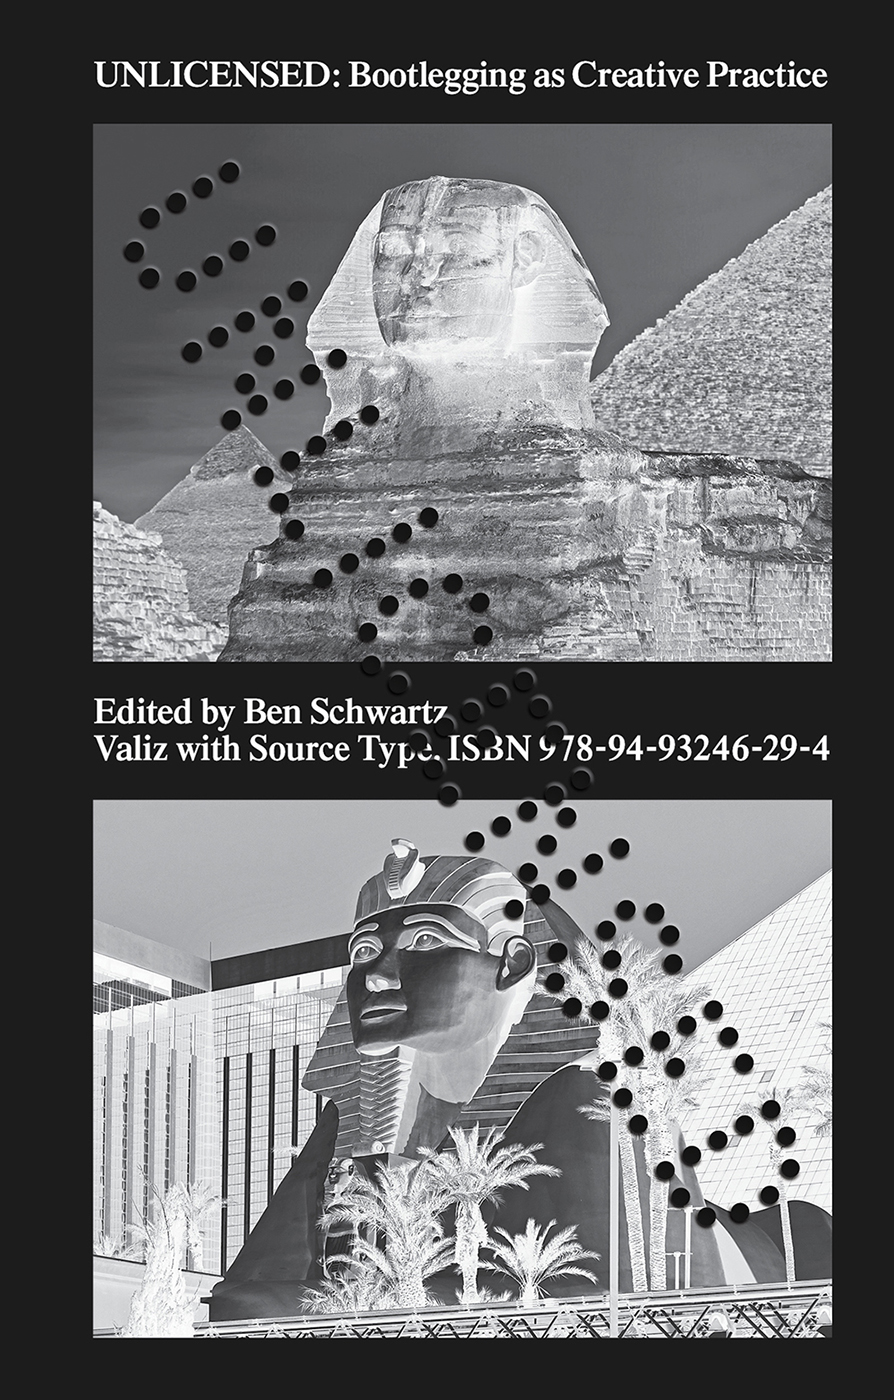 UNLICENSED: Bootlegging as Creative Practice
UNLICENSED
Edited by Ben Schwartz
Valiz with Source Type. ISBN 978-94-93246-29-4